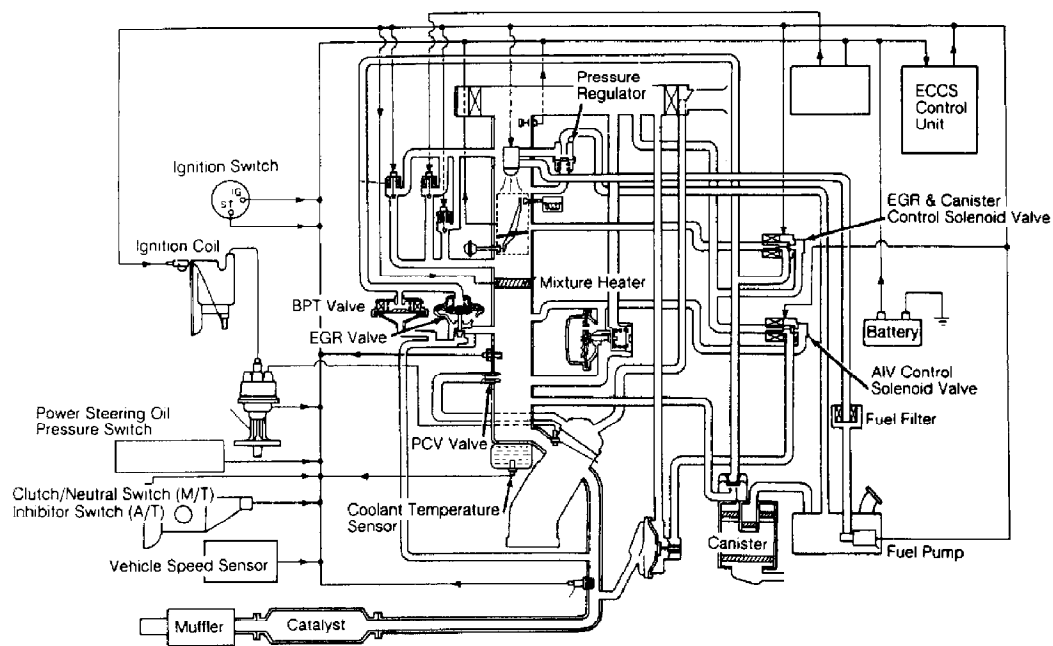 Pressure
Regulator
ECCS
Control
Unit
Ignition Switch
IG
ST
EGR & Canister
Control Solenoid Valve
Ignition Coil
Mixture Heater
BPT Valve
EGR Valve
Battery
AIV Control
Solenoid Valve
Power Steering Oil
Pressure Switch
Fuel Filter
PCV Valve
Clutch/Neutral Switch (M/T)
Inhibitor Switch (A/T)
Coolant Temperature
Sensor
Canister
Vehicle Speed Sensor
Fuel Pump
Muffler
Catalyst